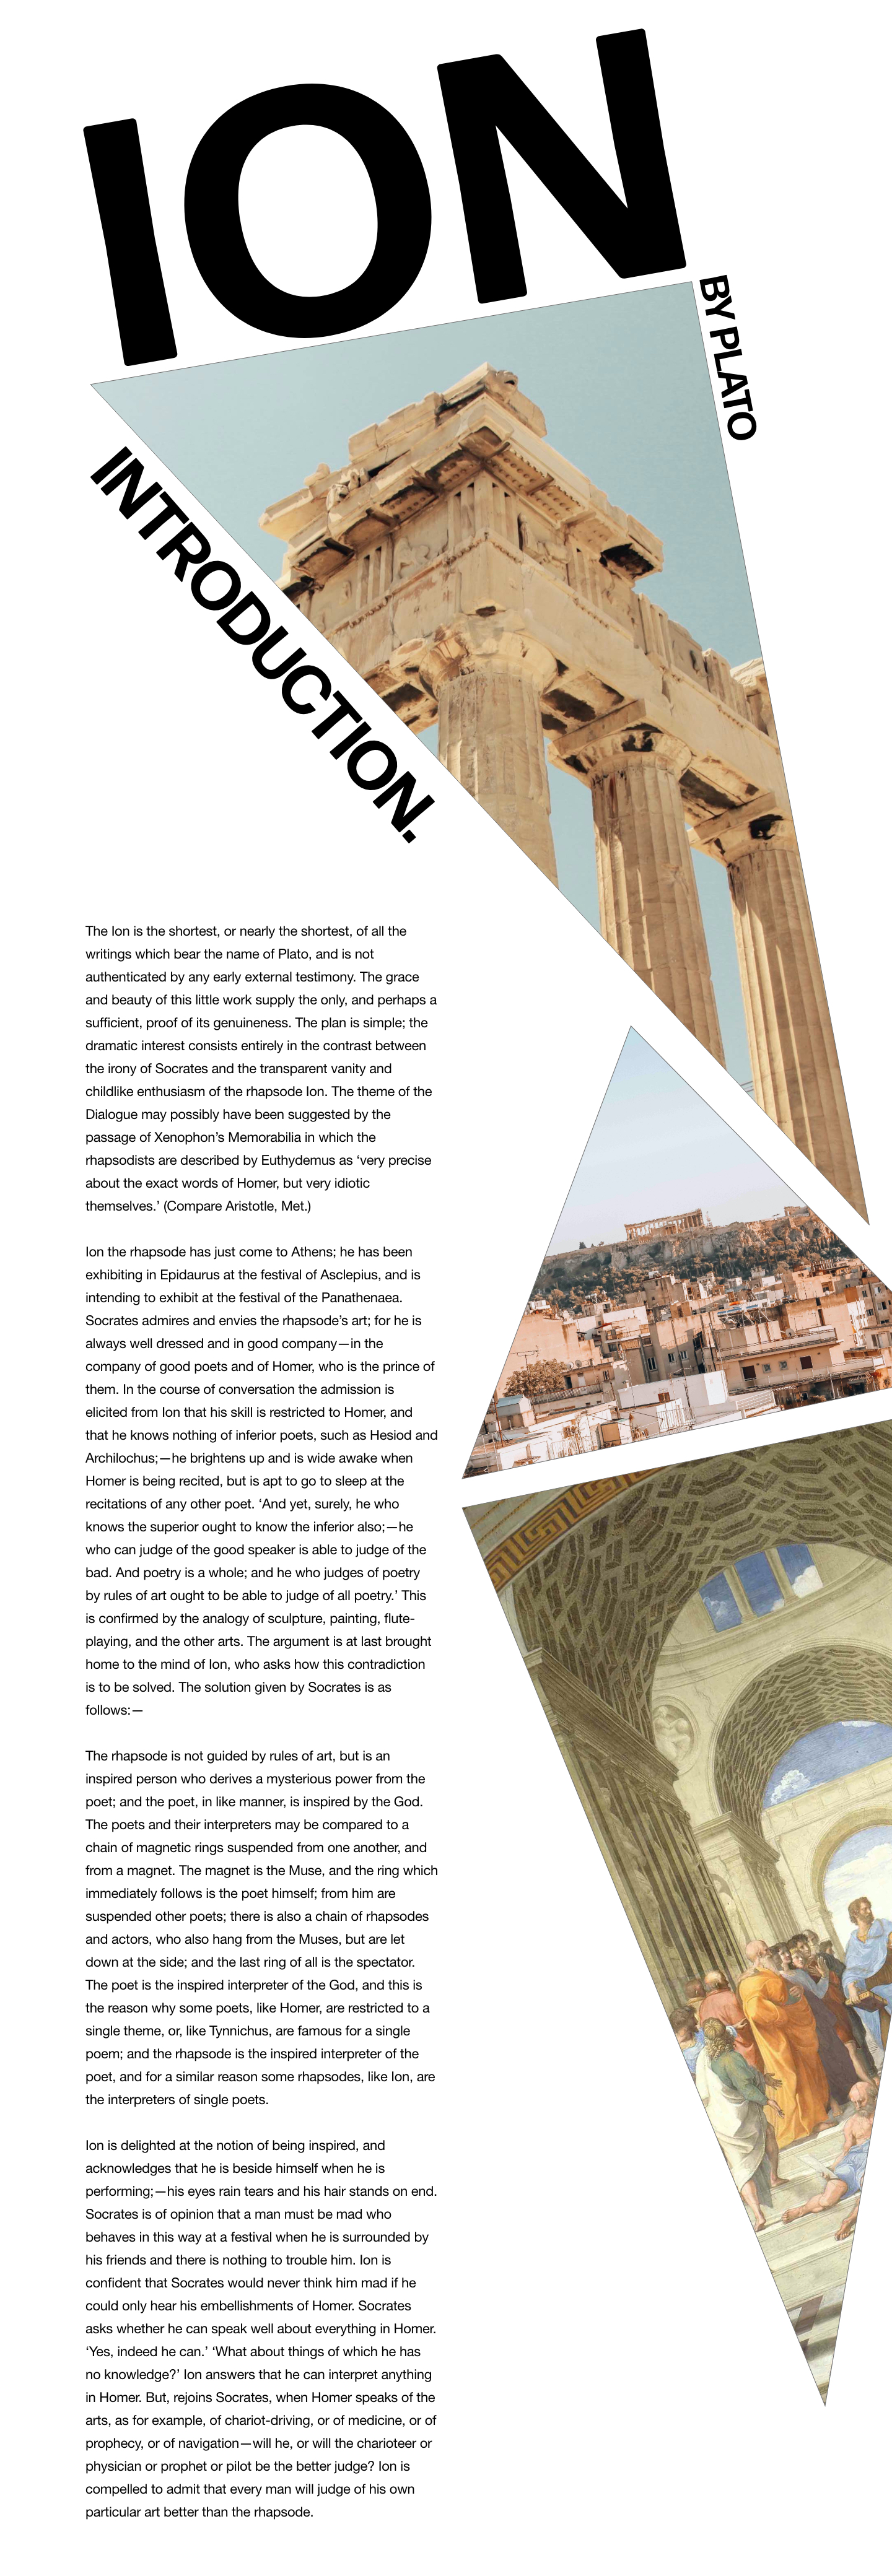 ION
BY PLATO
INTRODUCTION.
The Ion is the shortest, or nearly the shortest, of all the
writings which bear the name of Plato, and is not
authenticated by any early external testimony. The grace
and beauty of this little work supply the only, and perhaps a
sufficient, proof of its genuineness. The plan is simple; the
dramatic interest consists entirely in the contrast between
the irony of Socrates and the transparent vanity and
childlike enthusiasm of the rhapsode Ion. The theme of the
Dialogue may possibly have been suggested by the
passage of Xenophon’s Memorabilia in which the
rhapsodists are described by Euthydemus as ‘very precise
about the exact words of Homer, but very idiotic
themselves.’ (Compare Aristotle, Met.)
Ion the rhapsode has just come to Athens; he has been
exhibiting in Epidaurus at the festival of Asclepius, and is
intending to exhibit at the festival of the Panathenaea.
Socrates admires and envies the rhapsode’s art; for he is
always well dressed and in good company—in the
company of good poets and of Homer, who is the prince of
them. In the course of conversation the admission is
elicited from Ion that his skill is restricted to Homer, and
that he knows nothing of inferior poets, such as Hesiod and
Archilochus;—he brightens up and is wide awake when
Homer is being recited, but is apt to go to sleep at the
recitations of any other poet. ‘And yet, surely, he who
knows the superior ought to know the inferior also;—he
who can judge of the good speaker is able to judge of the
bad. And poetry is a whole; and he who judges of poetry
by rules of art ought to be able to judge of all poetry.’ This
is confirmed by the analogy of sculpture, painting, flute-
playing, and the other arts. The argument is at last brought
home to the mind of Ion, who asks how this contradiction
is to be solved. The solution given by Socrates is as
follows:—
The rhapsode is not guided by rules of art, but is an
inspired person who derives a mysterious power from the
poet; and the poet, in like manner, is inspired by the God.
The poets and their interpreters may be compared to a
chain of magnetic rings suspended from one another, and
from a magnet. The magnet is the Muse, and the ring which
immediately follows is the poet himself; from him are
suspended other poets; there is also a chain of rhapsodes
and actors, who also hang from the Muses, but are let
down at the side; and the last ring of all is the spectator.
The poet is the inspired interpreter of the God, and this is
the reason why some poets, like Homer, are restricted to a
single theme, or, like Tynnichus, are famous for a single
poem; and the rhapsode is the inspired interpreter of the
poet, and for a similar reason some rhapsodes, like Ion, are
the interpreters of single poets.
Ion is delighted at the notion of being inspired, and
acknowledges that he is beside himself when he is
performing;—his eyes rain tears and his hair stands on end.
Socrates is of opinion that a man must be mad who
behaves in this way at a festival when he is surrounded by
his friends and there is nothing to trouble him. Ion is
confident that Socrates would never think him mad if he
could only hear his embellishments of Homer. Socrates
asks whether he can speak well about everything in Homer.
‘Yes, indeed he can.’ ‘What about things of which he has
no knowledge?’ Ion answers that he can interpret anything
in Homer. But, rejoins Socrates, when Homer speaks of the
arts, as for example, of chariot-driving, or of medicine, or of
prophecy, or of navigation—will he, or will the charioteer or
physician or prophet or pilot be the better judge? Ion is
compelled to admit that every man will judge of his own
particular art better than the rhapsode.